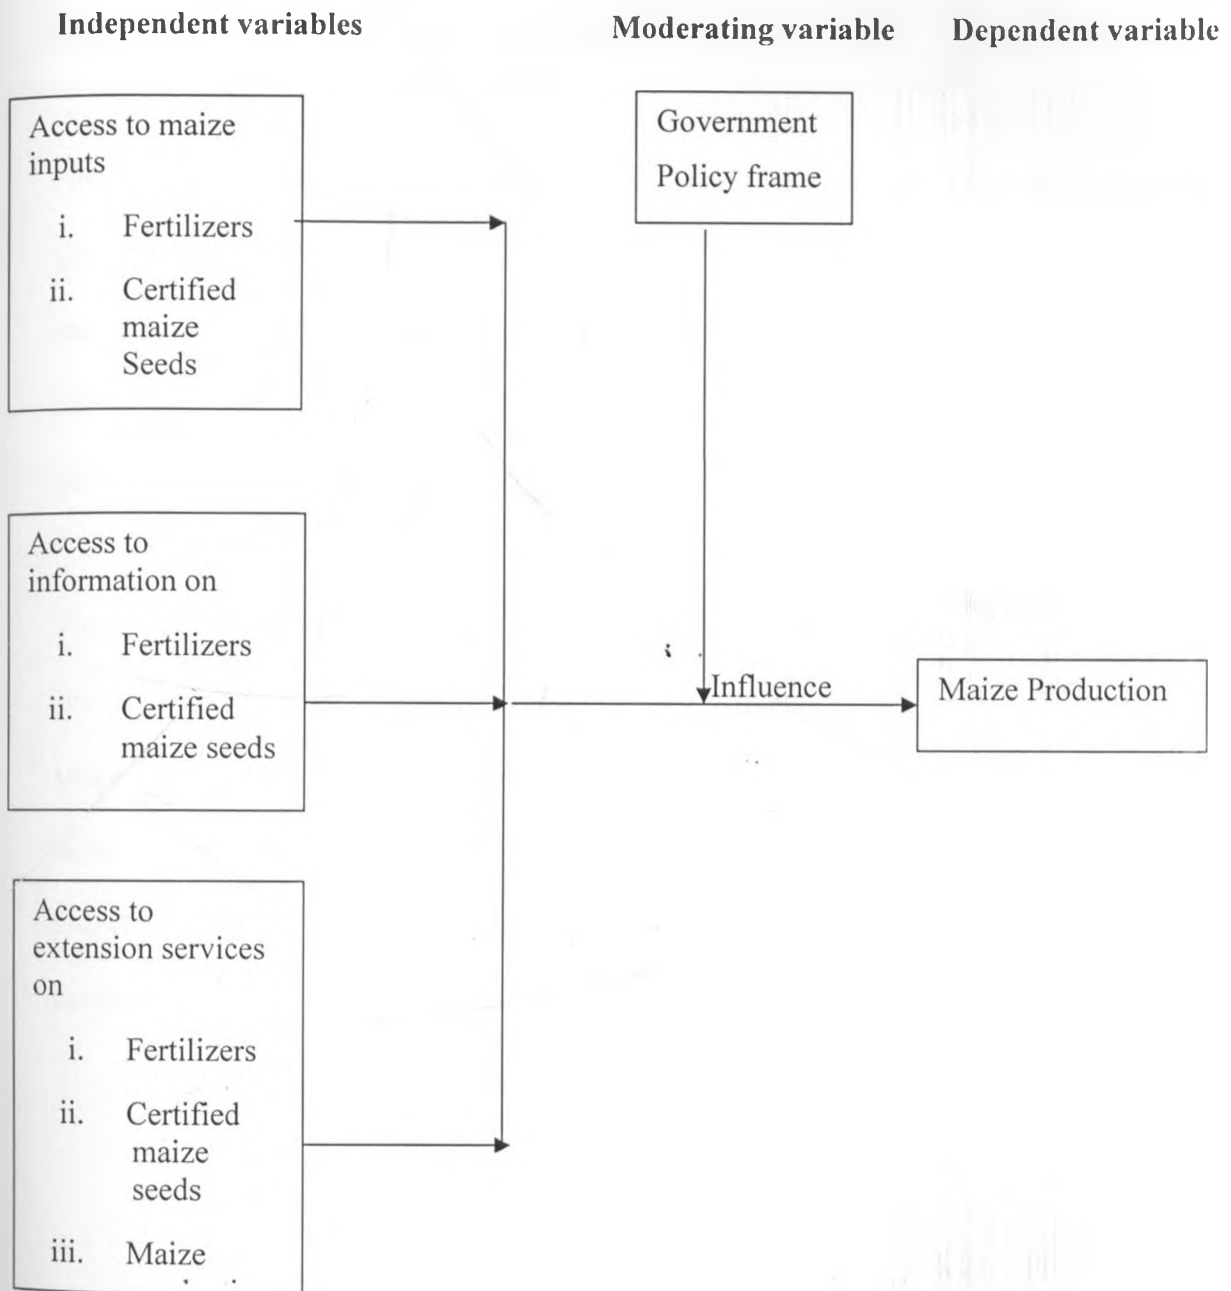 Independent variables
Moderating variable
Dependent variable
Access to maize
inputs
i. Fertilizers
ii. Certified
maize
Seeds
Government
Policy frame
Access to
information on
i. Fertilizers
ii. Certified
maize seeds
Influence
Maize Production
Access to
extension services
on
i. Fertilizers
ii. Certified
maize
seeds
iii. Maize